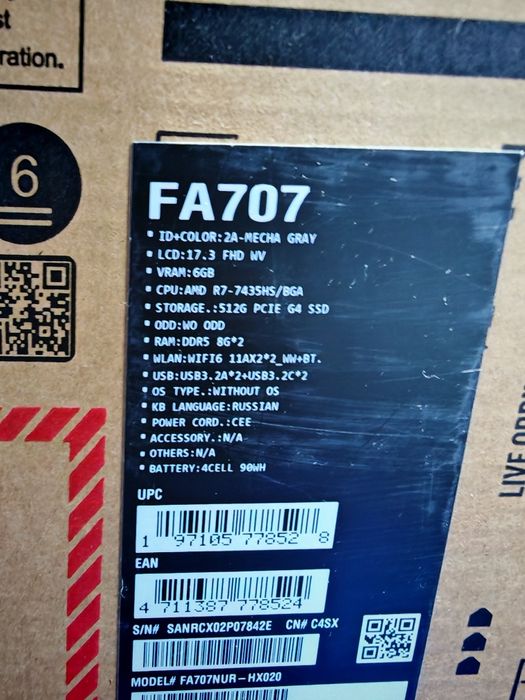 st
ration.
6
FA707
• ID+COLOR:2A-MECHA GRAY
• LCD:17.3 FHD WV
• VRAM:6GB
• CPU:AMD R7-7435HS/BGA
• STORAGE.:512G PCIE G4 SSD
• ODD:WO ODD
• RAM:DDR5 8G*2
• WLAN:WIFI6 11AX2*2_WW+BT.
• USB:USB3.2A*2+USB3.2C*2
• OS TYPE.:WITHOUT OS
• KB LANGUAGE:RUSSIAN
• POWER CORD.:CEE
• ACCESSORY.:N/A
• OTHERS:N/A
• BATTERY:4CELL 90WH
UPC
1 97105 77852 8
EAN
4 711387 778524
S/N# SANRCX02P07842E CN# C4SX
MODEL# FA707NUR-HX020
LIVE